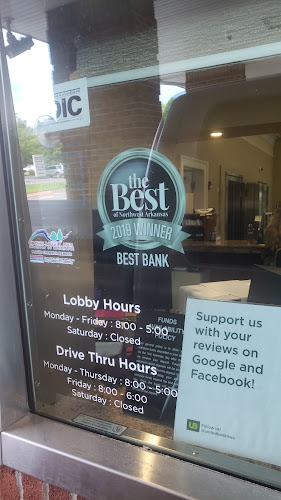 DIC
the
Best
of Northwest Arkansas
2019 WINNER
BEST BANK
Lobby Hours
Monday - Friday : 8:00 - 5:00
Saturday : Closed
Drive Thru Hours
Monday - Thursday : 8:00 - 5:00
Friday : 8:00 - 6:00
Saturday : Closed
FUNDS
POLICY
Support us
with your
reviews on
Google and
Facebook!